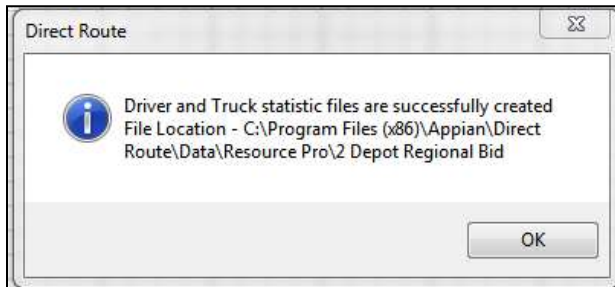 Direct Route
Driver and Truck statistic files are successfully created
File Location - C:\Program Files (x86)\Appian\Direct
Route\Data\Resource Pro\2 Depot Regional Bid
OK